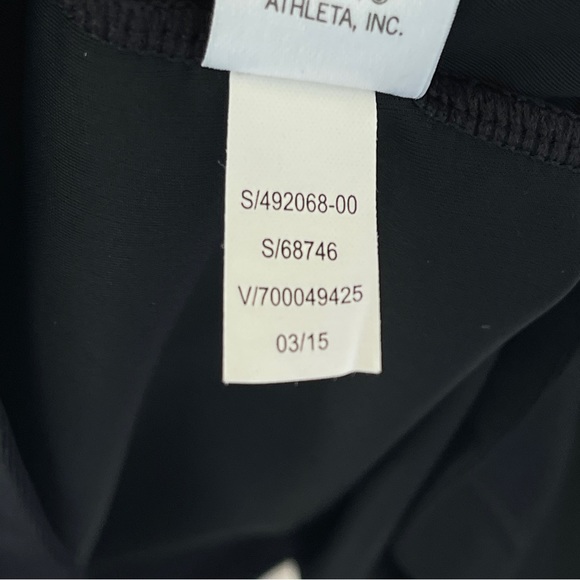 ®
ATHLETA, INC.
S/492068-00
S/68746
V/700049425
03/15